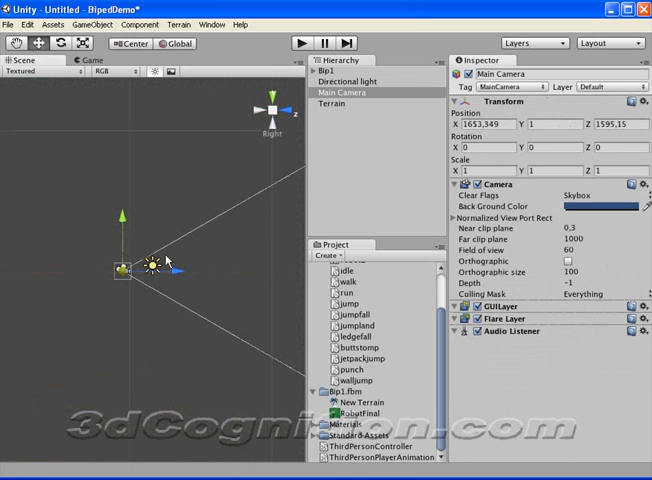 Unity - Untitled - BipedDemo*
File Edit Assets GameObject Component Terrain Window Help
Center Global Layers Layout
Scene Game Hierarchy Inspector
Textured RGB
Bip1
Directional light
Main Camera
Terrain
Right
z
Main Camera
Tag MainCamera Layer Default
Transform
Position
X 1653,349 Y 1 Z 1595,15
Rotation
X 0 Y 0 Z 0
Scale
X 1 Y 1 Z 1
Camera
Clear Flags Skybox
Back Ground Color
Normalized View Port Rect
Near clip plane 0,3
Far clip plane 1000
Field of view 60
Orthographic
Orthographic size 100
Depth -1
Culling Mask Everything
GUILayer
Flare Layer
Audio Listener
Project
Create
idle
walk
run
jump
jumpfall
jumpland
ledgefall
buttstomp
jetpackjump
punch
walljump
Bip1.fbm
New Terrain
RobotFinal
Materials
Standard Assets
ThirdPersonController
ThirdPersonPlayerAnimation
3dCognision.com